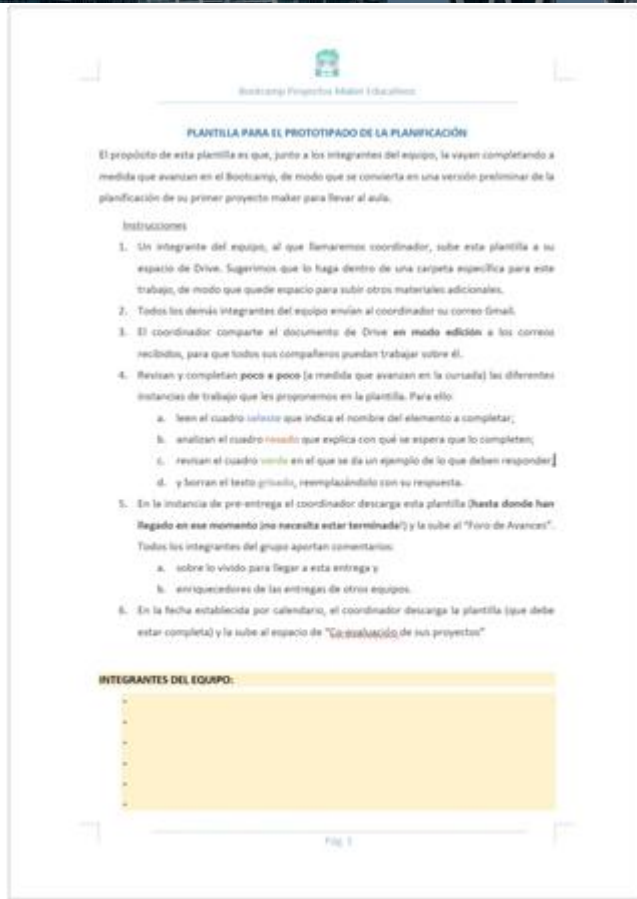 Bootcamp Proyectos Maker Educativos
PLANTILLA PARA EL PROTOTIPADO DE LA PLANIFICACIÓN
El propósito de esta plantilla es que, junto a los integrantes del equipo, la vayan completando a
medida que avanzan en el Bootcamp, de modo que se convierta en una versión preliminar de la
planificación de su primer proyecto maker para llevar al aula.
Instrucciones
1. Un integrante del equipo, al que llamaremos coordinador, sube esta plantilla a su
espacio de Drive. Sugerimos que lo haga dentro de una carpeta específica para este
trabajo, de modo que quede espacio para subir otros materiales adicionales.
2. Todos los demás integrantes del equipo envían al coordinador su correo Gmail.
3. El coordinador comparte el documento de Drive en modo edición a los correos
recibidos, para que todos sus compañeros puedan trabajar sobre él.
4. Revisan y completan poco a poco (a medida que avanzan en la cursada) las diferentes
instancias de trabajo que les proponemos en la plantilla. Para ello:
a. leen el cuadro celeste que indica el nombre del elemento a completar;
b. analizan el cuadro rosado que explica con qué se espera que lo completen;
c. revisan el cuadro verde en el que se da un ejemplo de lo que deben responder;
d. y borran el texto grisado, reemplazándolo con su respuesta.
5. En la instancia de pre-entrega el coordinador descarga esta plantilla (hasta donde han
llegado en ese momento ¡no necesita estar terminada!) y la sube al "Foro de Avances".
Todos los integrantes del grupo aportan comentarios:
a. sobre lo vivido para llegar a esta entrega y
b. enriquecedores de las entregas de otros equipos.
6. En la fecha establecida por calendario, el coordinador descarga la plantilla (que debe
estar completa) y la sube al espacio de "Co-evaluación de sus proyectos"
INTEGRANTES DEL EQUIPO:
Pág. 1